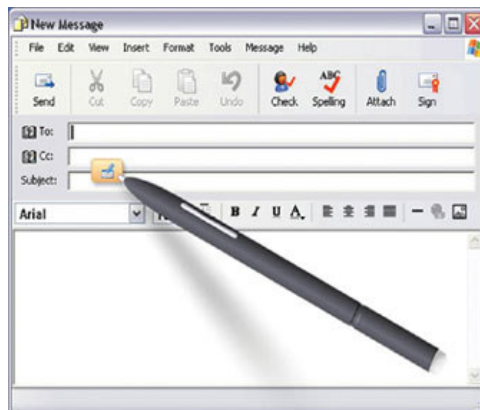 New Message
File Edit View Insert Format Tools Message Help
ABC
Send Cut Copy Paste Undo Check Spelling Attach Sign
To:
Cc:
Subject:
Arial B I U A